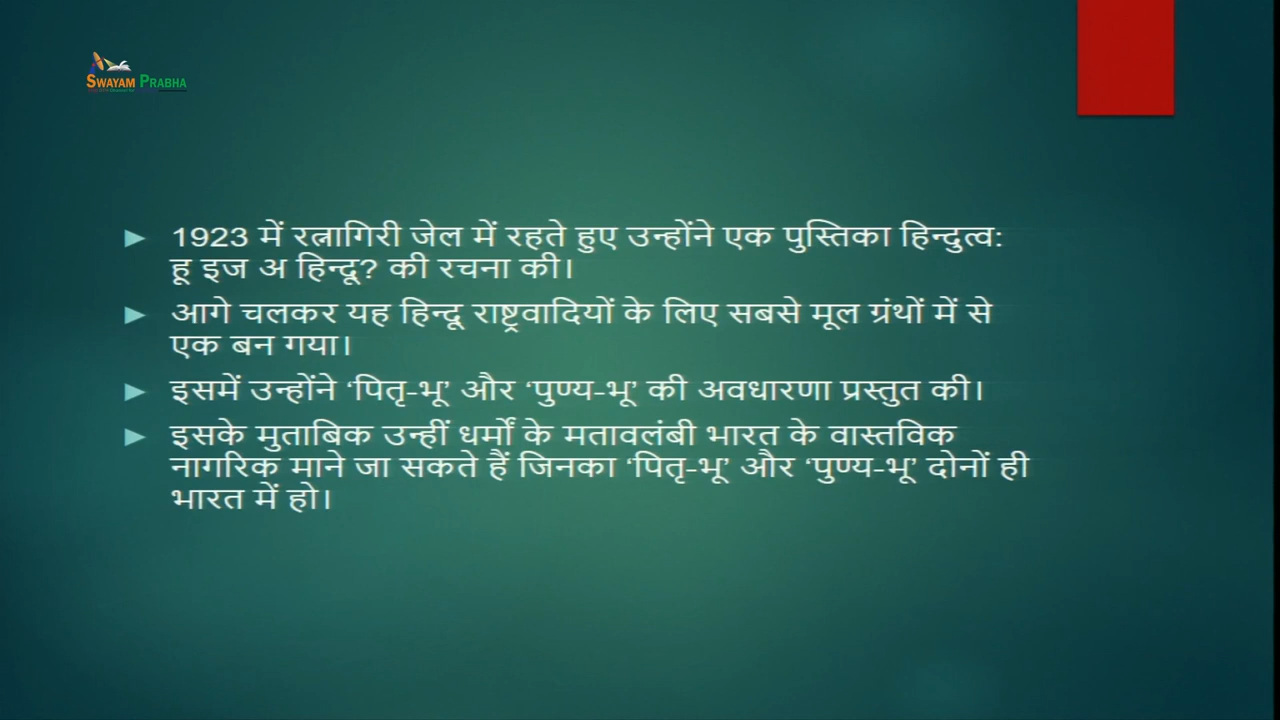 SWAYAM PRABHA
1923 में रत्नागिरी जेल में रहते हुए उन्होंने एक पुस्तिका हिन्दुत्व:
हू इज अ हिन्दू? की रचना की।
आगे चलकर यह हिन्दू राष्ट्रवादियों के लिए सबसे मूल ग्रंथों में से
एक बन गया।
इसमें उन्होंने ‘पितृ-भू’ और ‘पुण्य-भू’ की अवधारणा प्रस्तुत की।
इसके मुताबिक उन्हीं धर्मों के मतावलंबी भारत के वास्तविक
नागरिक माने जा सकते हैं जिनका ‘पितृ-भू’ और ‘पुण्य-भू’ दोनों ही
भारत में हो।